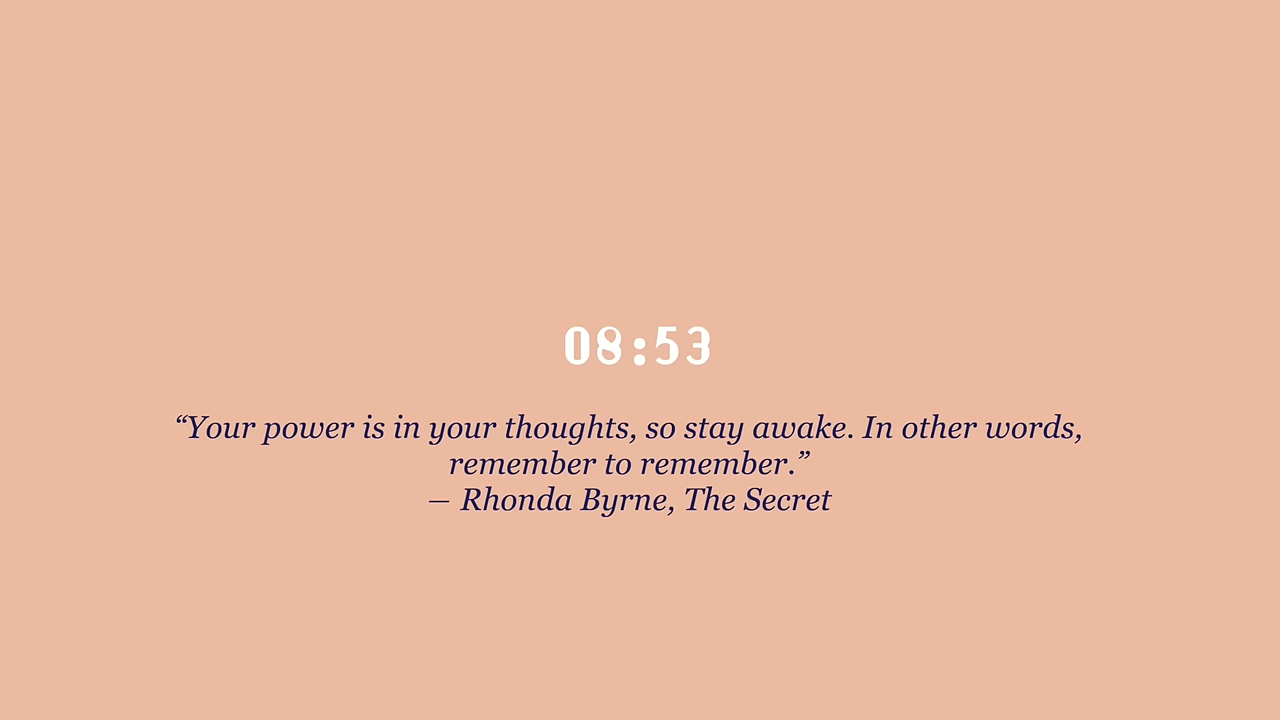 08:53
“Your power is in your thoughts, so stay awake. In other words,
remember to remember.”
― Rhonda Byrne, The Secret